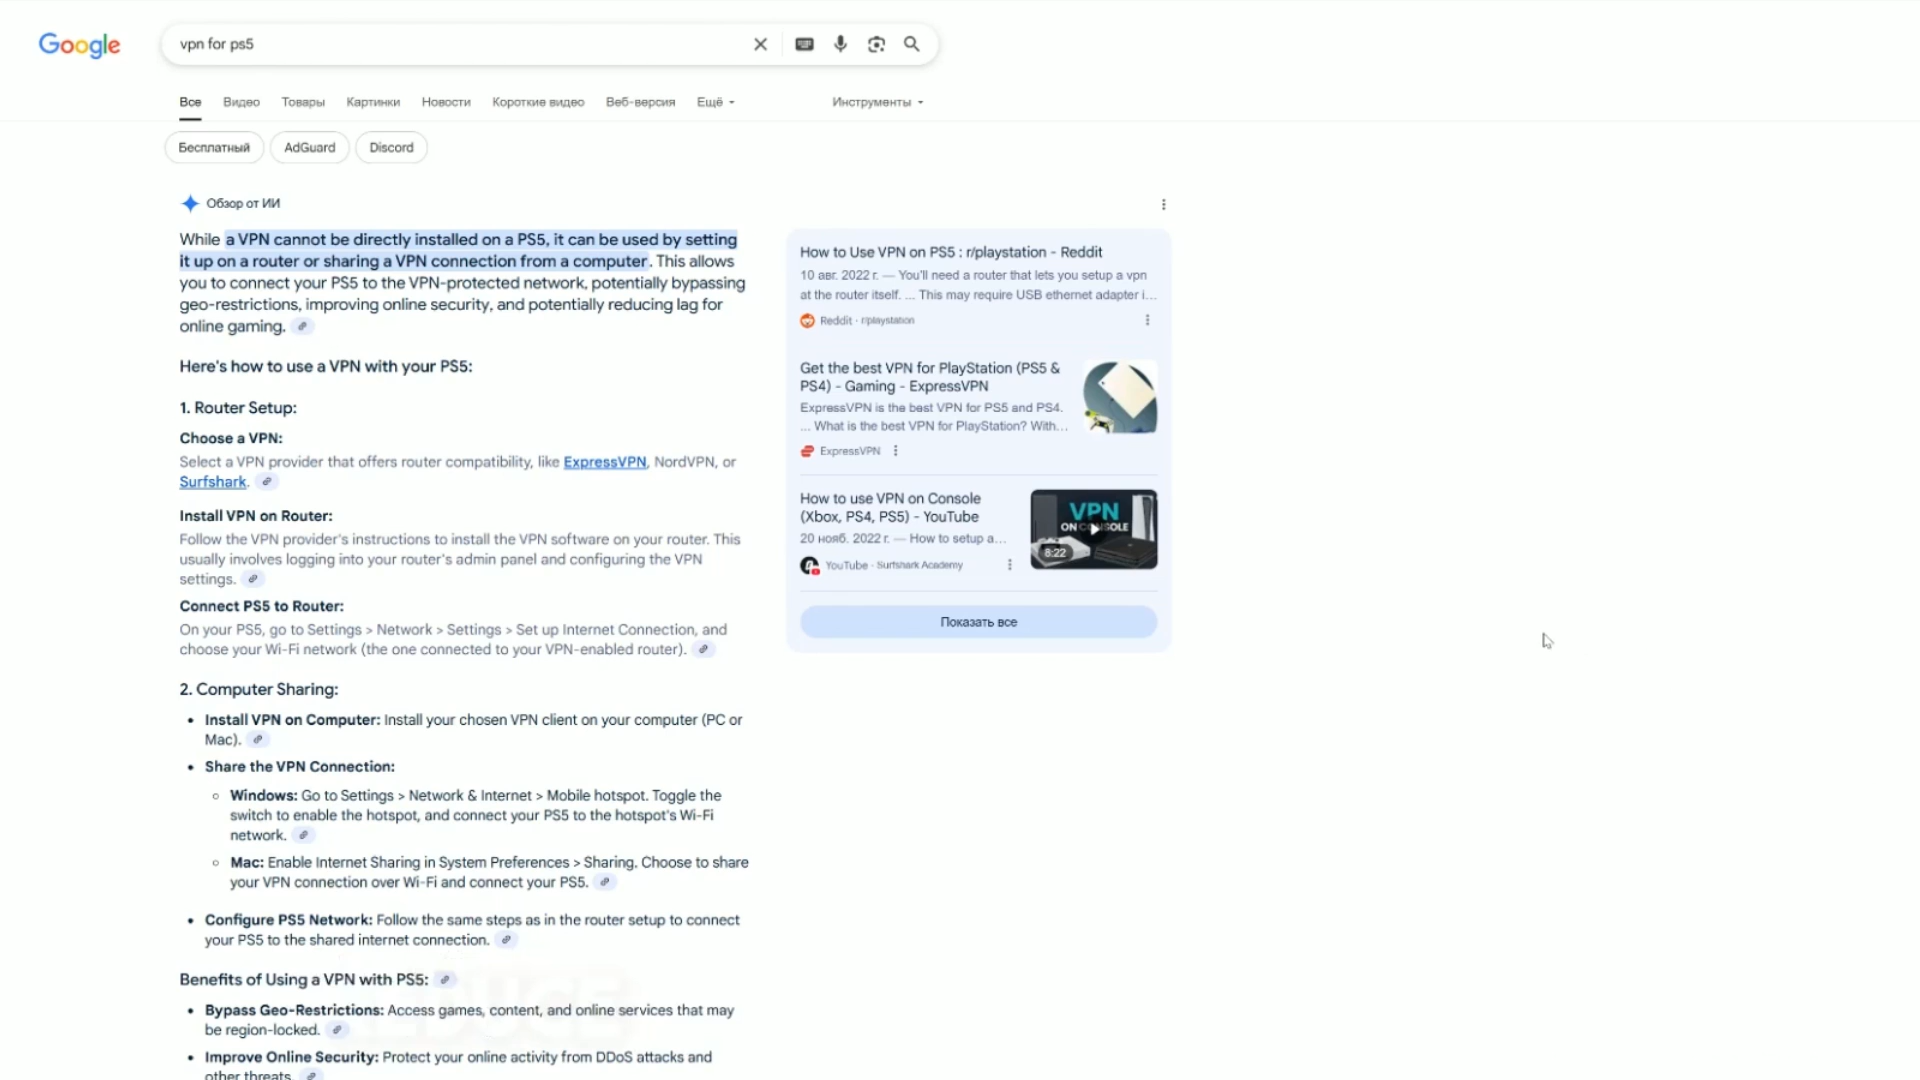 Google
vpn for ps5
Все Видео Товары Картинки Новости Короткие видео Веб-версия Ещё Инструменты
Бесплатный AdGuard Discord
Обзор от ИИ
While a VPN cannot be directly installed on a PS5, it can be used by setting
it up on a router or sharing a VPN connection from a computer. This allows
you to connect your PS5 to the VPN-protected network, potentially bypassing
geo-restrictions, improving online security, and potentially reducing lag for
online gaming.
Here's how to use a VPN with your PS5:
1. Router Setup:
Choose a VPN:
Select a VPN provider that offers router compatibility, like ExpressVPN, NordVPN, or
Surfshark.
Install VPN on Router:
Follow the VPN provider's instructions to install the VPN software on your router. This
usually involves logging into your router's admin panel and configuring the VPN
settings.
Connect PS5 to Router:
On your PS5, go to Settings > Network > Settings > Set up Internet Connection, and
choose your Wi-Fi network (the one connected to your VPN-enabled router).
2. Computer Sharing:
• Install VPN on Computer: Install your chosen VPN client on your computer (PC or
Mac).
• Share the VPN Connection:
◦ Windows: Go to Settings > Network & Internet > Mobile hotspot. Toggle the
switch to enable the hotspot, and connect your PS5 to the hotspot's Wi-Fi
network.
◦ Mac: Enable Internet Sharing in System Preferences > Sharing. Choose to share
your VPN connection over Wi-Fi and connect your PS5.
• Configure PS5 Network: Follow the same steps as in the router setup to connect
your PS5 to the shared internet connection.
Benefits of Using a VPN with PS5:
• Bypass Geo-Restrictions: Access games, content, and online services that may
be region-locked.
• Improve Online Security: Protect your online activity from DDoS attacks and
other threats.
How to Use VPN on PS5 : r/playstation - Reddit
10 авг. 2022 г. — You'll need a router that lets you setup a vpn
at the router itself. ... This may require USB ethernet adapter i...
Reddit · r/playstation
Get the best VPN for PlayStation (PS5 &
PS4) - Gaming - ExpressVPN
ExpressVPN is the best VPN for PS5 and PS4.
... What is the best VPN for PlayStation? With...
ExpressVPN
How to use VPN on Console
(Xbox, PS4, PS5) - YouTube
20 нояб. 2022 г. — How to setup a...
YouTube · Surfshark Academy
VPN
ON CONSOLE
8:22
Показать все